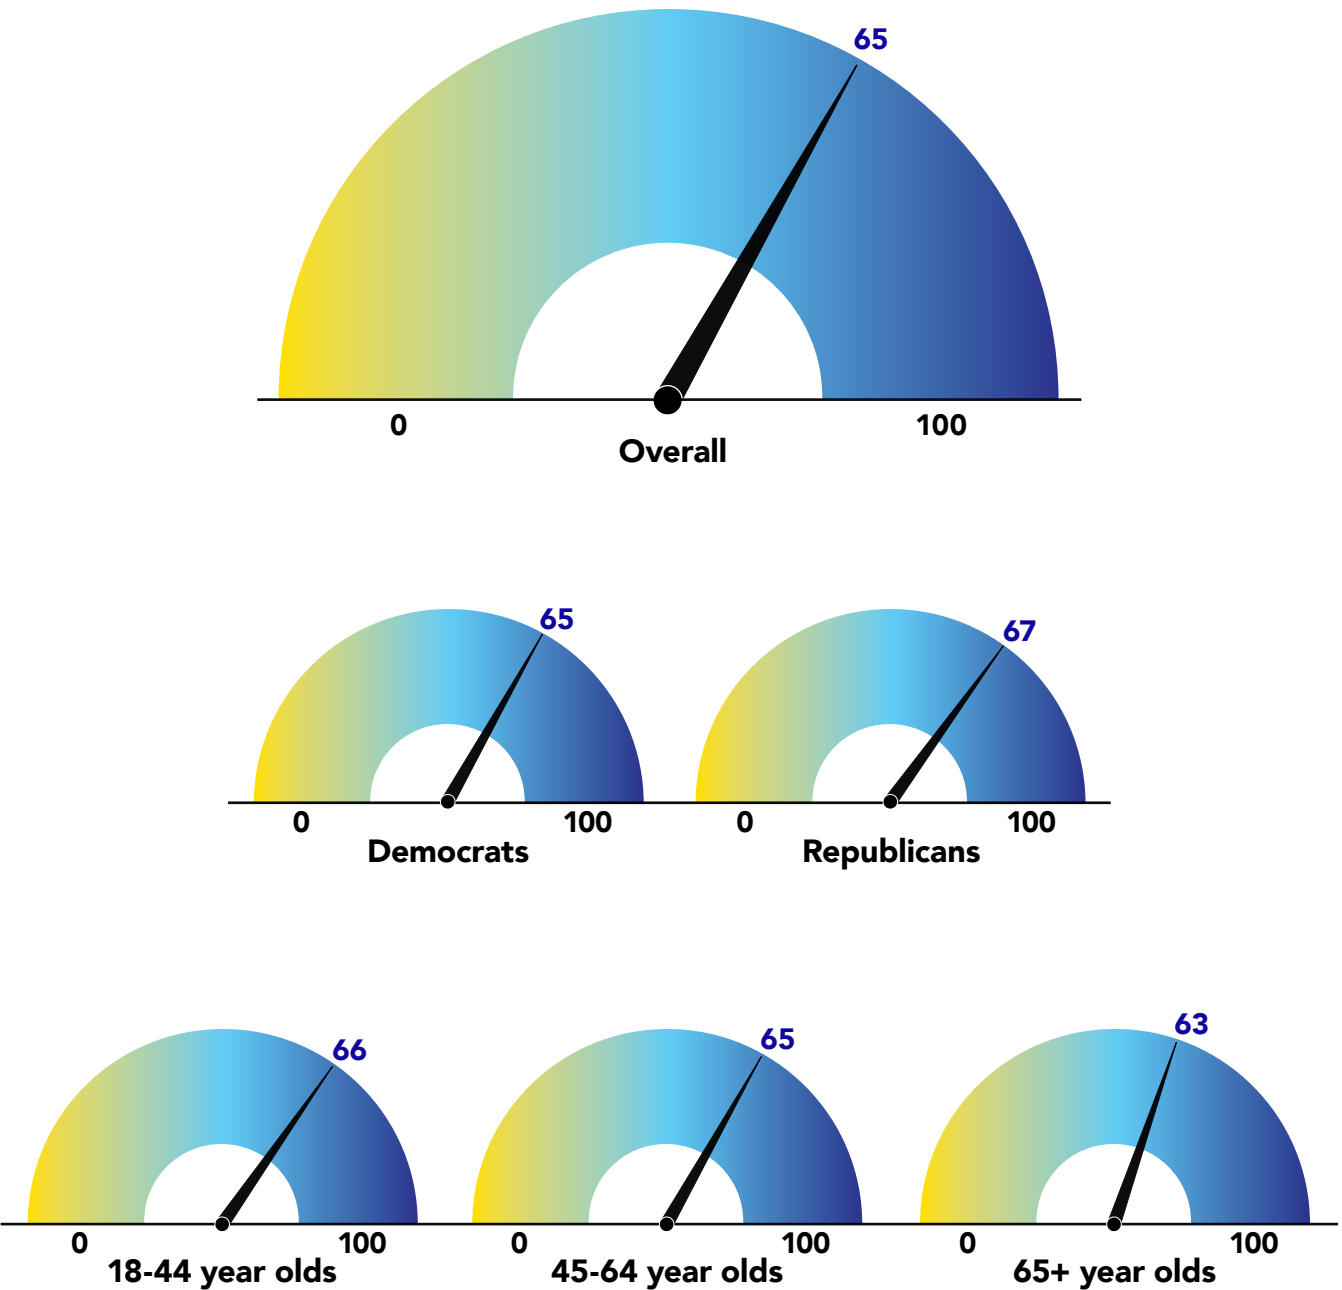 65
0 100
Overall
65 67
0 100 0 100
Democrats Republicans
66 65 63
0 100 0 100 0 100
18-44 year olds 45-64 year olds 65+ year olds